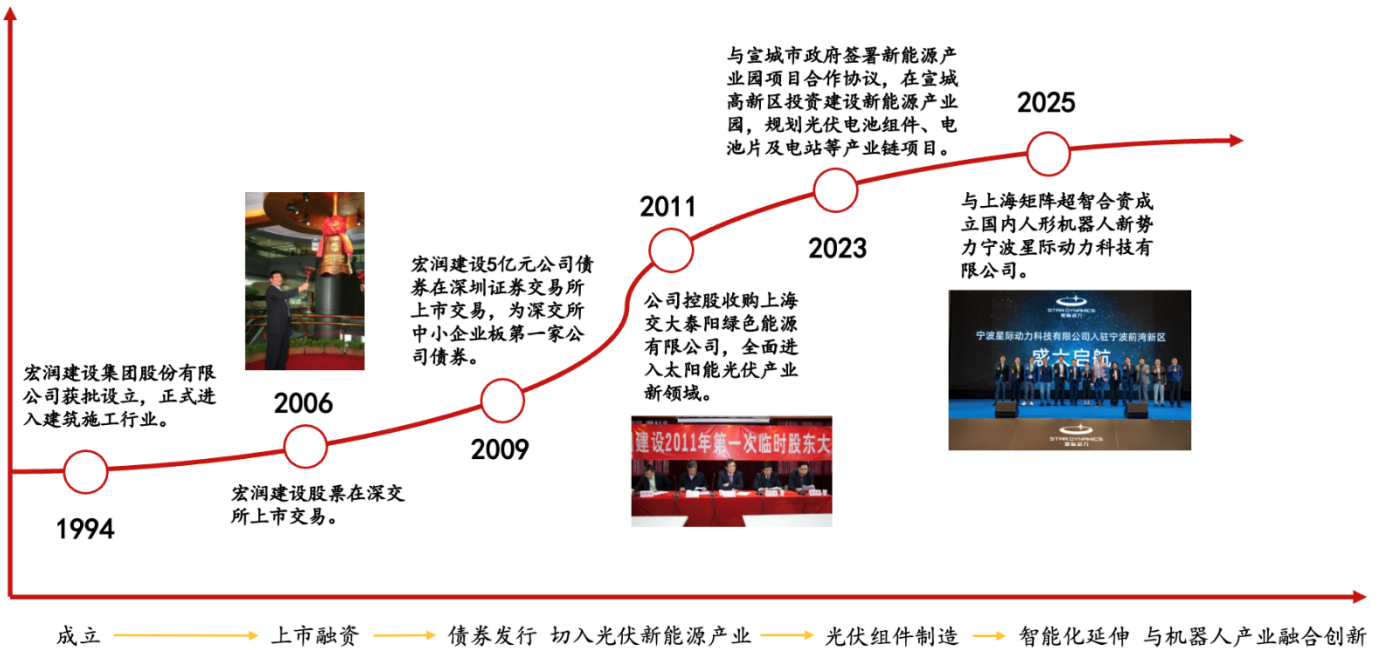 宏润建设集团股份有限
公司获批设立，正式进
入建筑施工行业。
1994
2006
宏润建设股票在深交
所上市交易。
宏润建设5亿元公司债
券在深圳证券交易所
上市交易，为深交所
中小企业板第一家公
司债券。
2009
2011
公司控股收购上海
交大泰阳绿色能源
有限公司，全面进
入太阳能光伏产业
新领域。
建设2011年第一次临时股东大
与宣城市政府签署新能源产
业园项目合作协议，在宣城
高新区投资建设新能源产业
园，规划光伏电池组件、电
池片及电站等产业链项目。
2023
2025
与上海矩阵超智合资成
立国内人形机器人新势
力宁波星际动力科技有
限公司。
STAR DYNAMICS
星际动力
宁波星际动力科技有限公司入驻宁波前湾新区
盛大启航
STAR DYNAMICS
星际动力
成立 上市融资 债券发行 切入光伏新能源产业 光伏组件制造 智能化延伸 与机器人产业融合创新